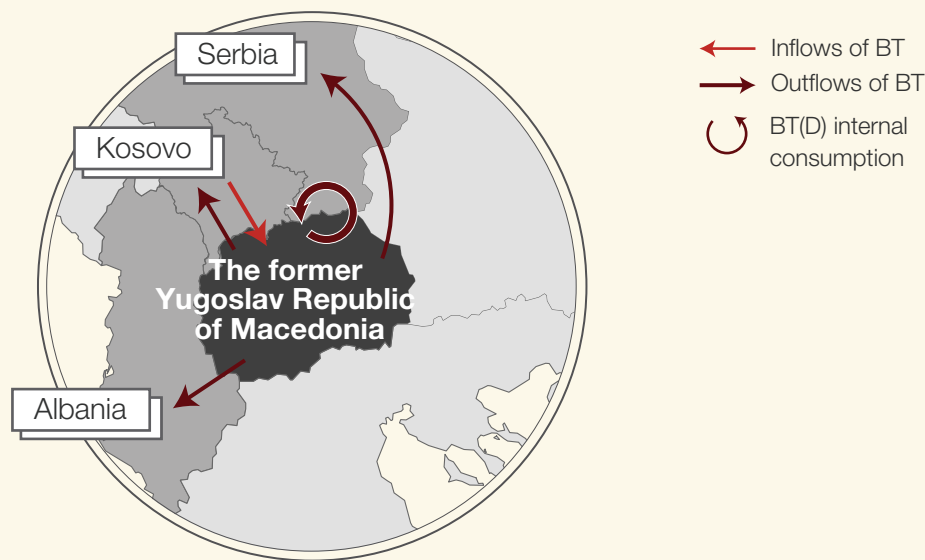 Serbia
Kosovo
The former
Yugoslav Republic
of Macedonia
Albania
Inflows of BT
Outflows of BT
BT(D) internal
consumption